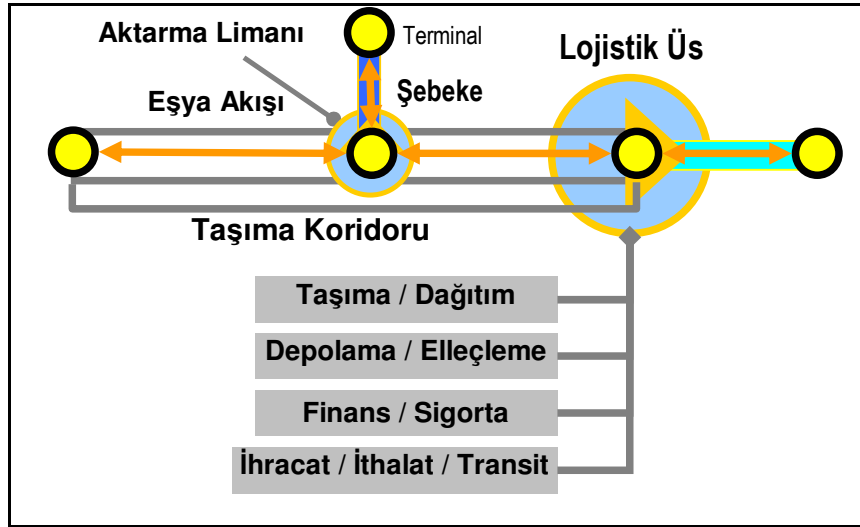 Aktarma Limanı
Terminal
Lojistik Üs
Eşya Akışı
Şebeke
Taşıma Koridoru
Taşıma / Dağıtım
Depolama / Elleçleme
Finans / Sigorta
İhracat / İthalat / Transit